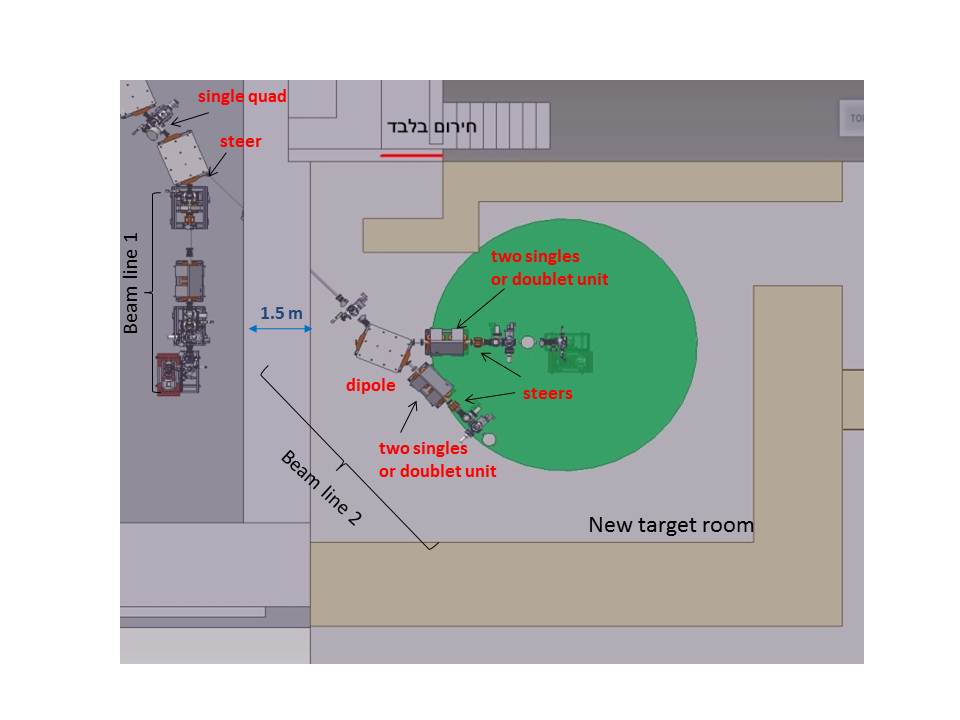 single quad
חירום בלבד
steer
Beam line 1
1.5 m
two singles
or doublet unit
dipole
steers
two singles
or doublet unit
Beam line 2
New target room